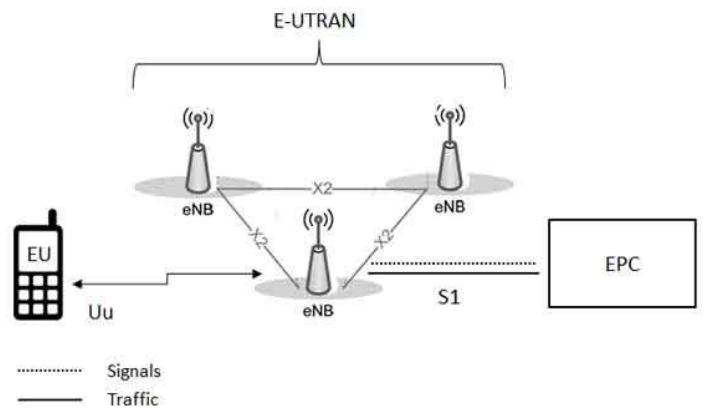 E-UTRAN
eNB
X2
eNB
X2
X2
EU
Uu
eNB
S1
EPC
Signals
Traffic